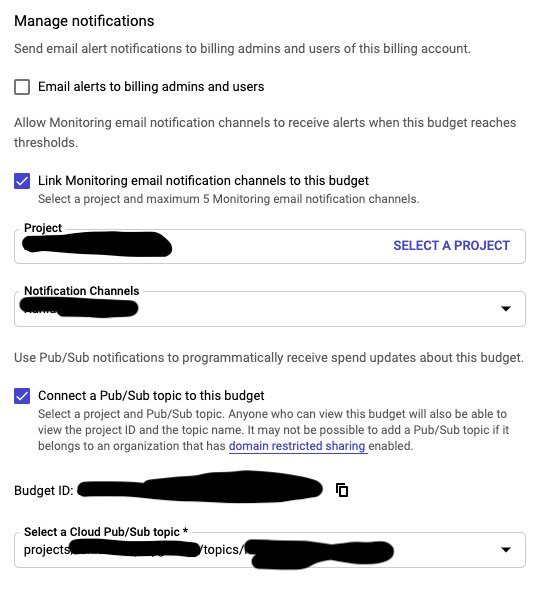 Manage notifications
Send email alert notifications to billing admins and users of this billing account.
Email alerts to billing admins and users
Allow Monitoring email notification channels to receive alerts when this budget reaches
thresholds.
Link Monitoring email notification channels to this budget
Select a project and maximum 5 Monitoring email notification channels.
Project
SELECT A PROJECT
Notification Channels
Use Pub/Sub notifications to programmatically receive spend updates about this budget.
Connect a Pub/Sub topic to this budget
Select a project and Pub/Sub topic. Anyone who can view this budget will also be able to
view the project ID and the topic name. It may not be possible to add a Pub/Sub topic if it
belongs to an organization that has domain restricted sharing enabled.
Budget ID:
Select a Cloud Pub/Sub topic *
projects/ /topics/